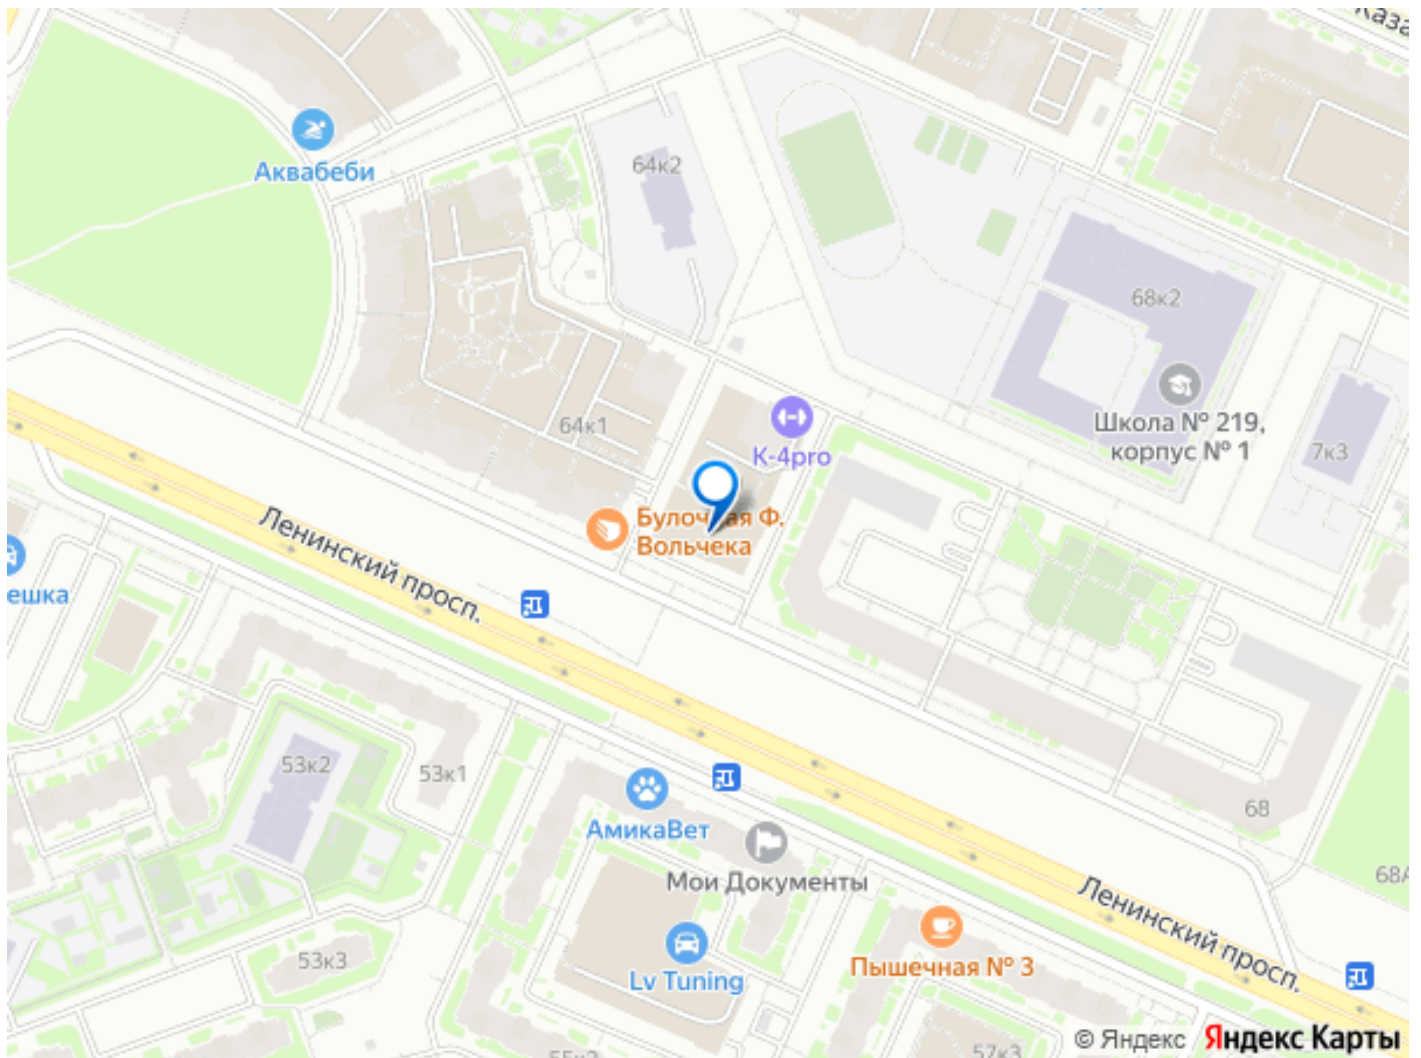 Аквабеби
64к2
68к2
Школа № 219,
корпус № 1
7к3
64к1
K-4pro
Булочная Ф.
Вольчека
Ленинский просп.
ешка
53к2
53к1
АмикаВет
Мои Документы
68
68А
Ленинский просп.
53к3
Lv Tuning
Пышечная № 3
57к3
© Яндекс Яндекс Карты